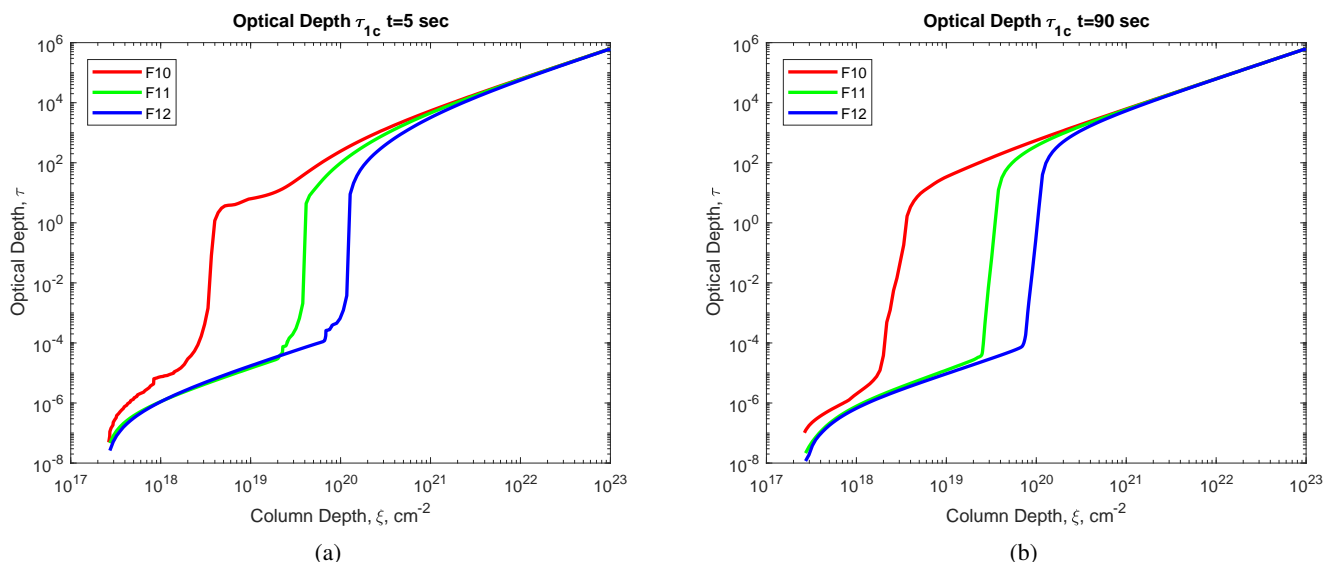 Optical Depth τ1c t=5 sec
10^6
10^4
10^2
10^0
10^-2
10^-4
10^-6
10^-8
Optical Depth, τ
F10
F11
F12
10^17
10^18
10^19
10^20
10^21
10^22
10^23
Column Depth, ξ, cm^-2
(a)
Optical Depth τ1c t=90 sec
10^6
10^4
10^2
10^0
10^-2
10^-4
10^-6
10^-8
Optical Depth, τ
F10
F11
F12
10^17
10^18
10^19
10^20
10^21
10^22
10^23
Column Depth, ξ, cm^-2
(b)